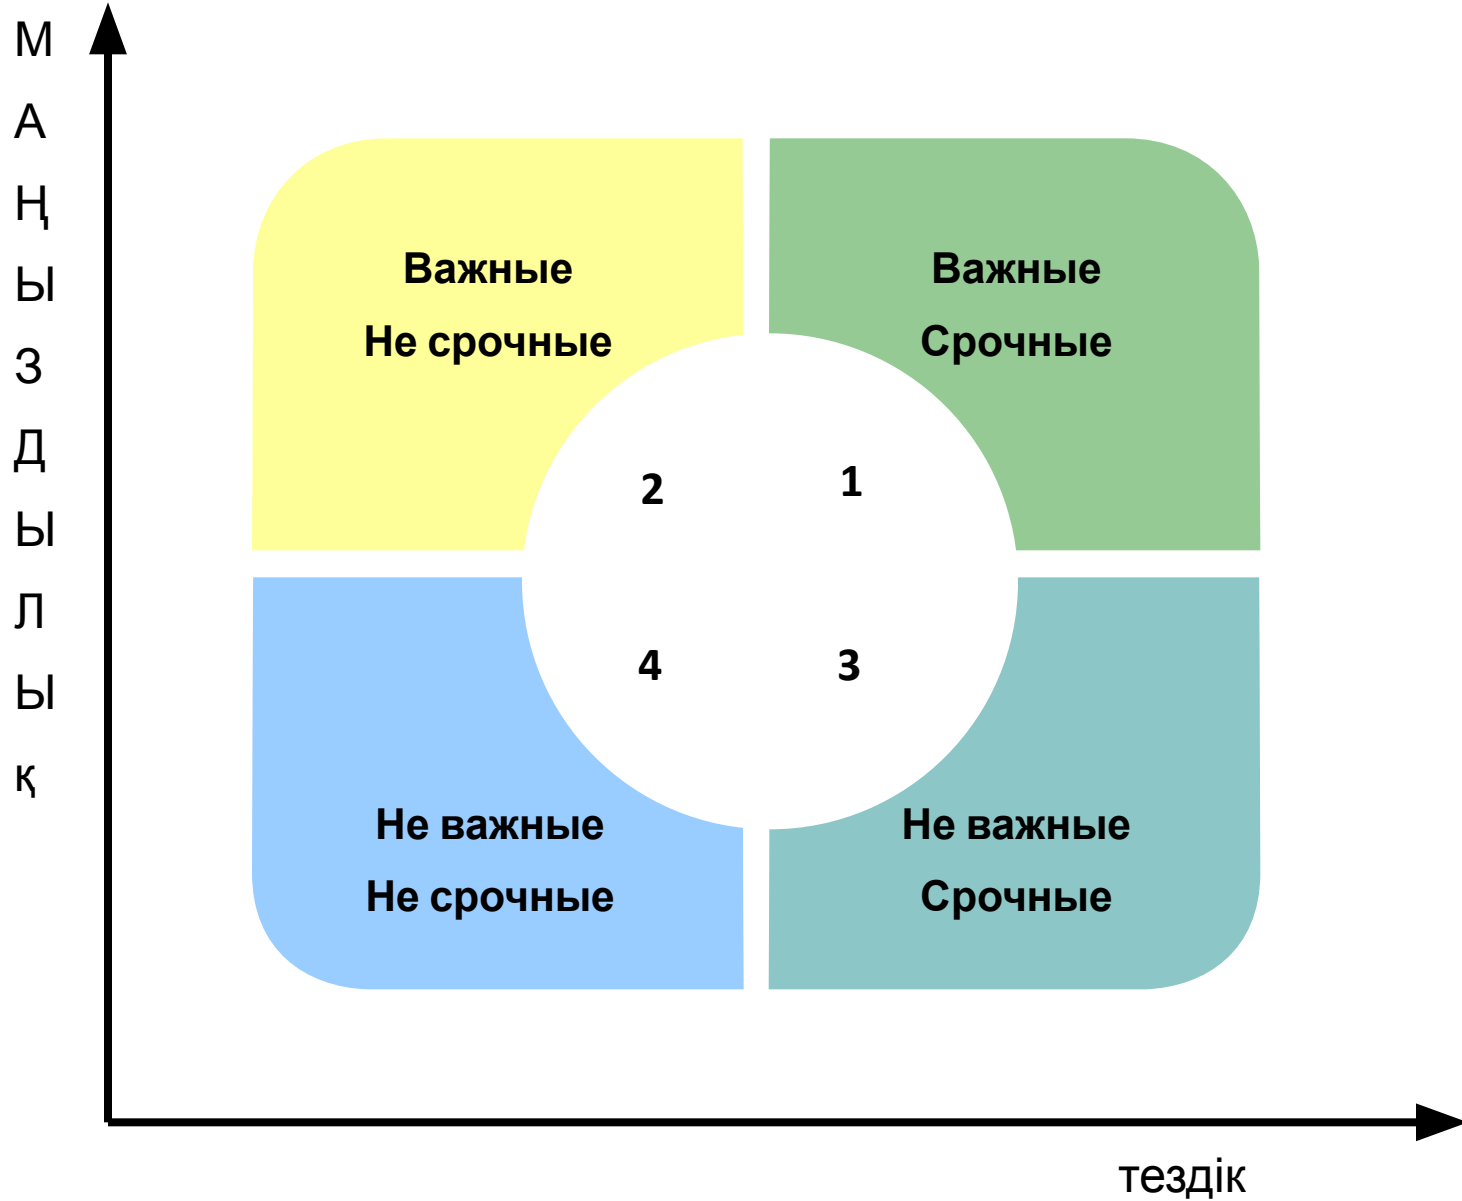 М
А
Ң
Ы
З
Д
Ы
Л
Ы
қ
Важные
Не срочные
Важные
Срочные
2
1
4
3
Не важные
Не срочные
Не важные
Срочные
тездік